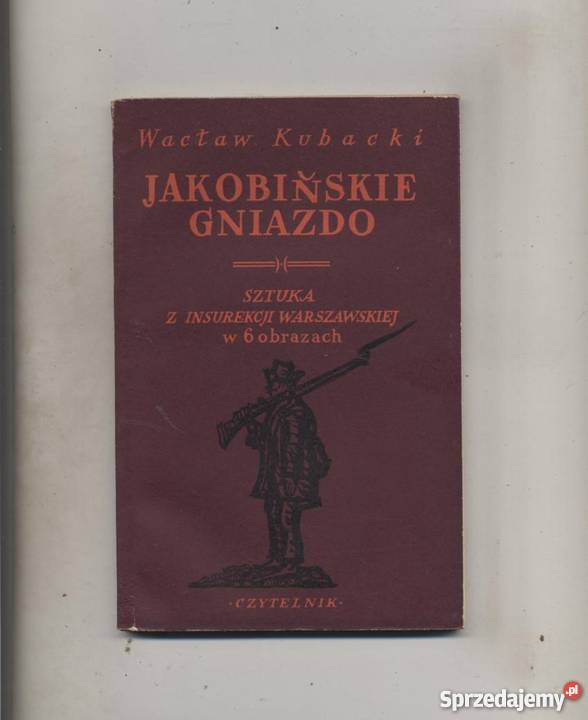 Wacław Kubacki
JAKOBIŃSKIE
GNIAZDO
SZTUKA
Z INSUREKCJI WARSZAWSKIEJ
w 6 obrazach
·CZYTELNIK·
Sprzedajemy.pl